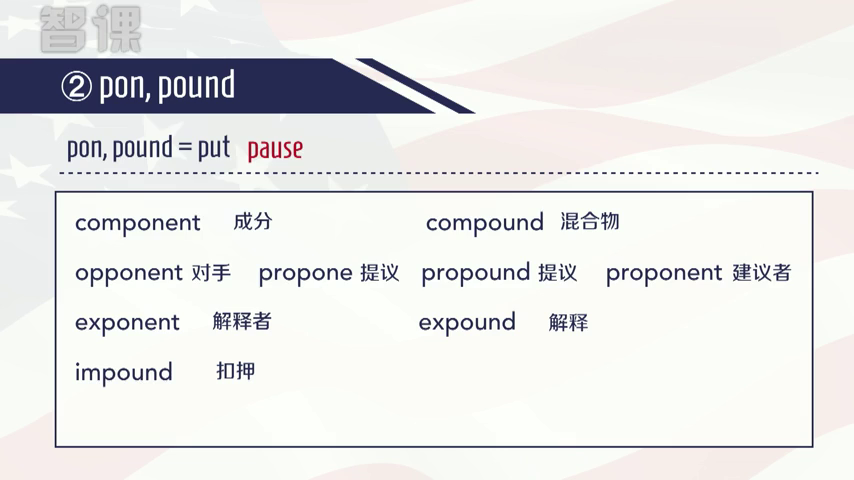 智课
② pon, pound
pon, pound = put pause
component 成分 compound 混合物
opponent 对手 propone 提议 propound 提议 proponent 建议者
exponent 解释者 expound 解释
impound 扣押